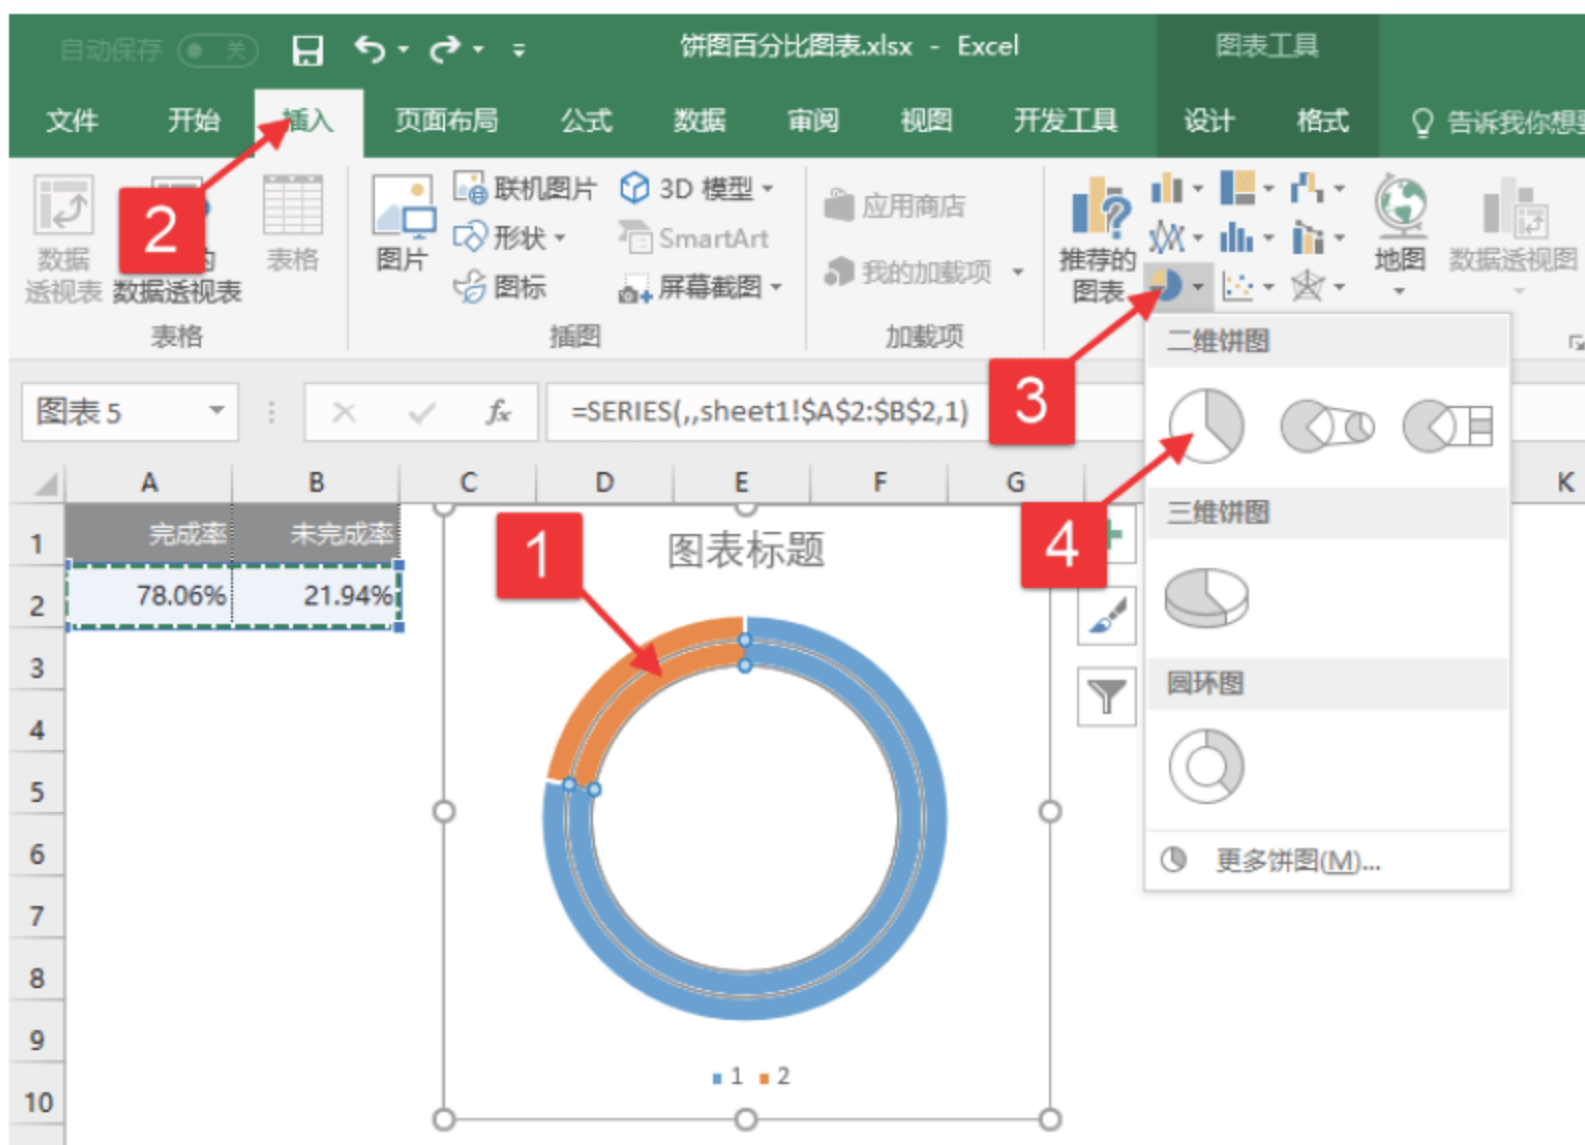 自动保存 关 饼图百分比图表.xlsx - Excel 图表工具
文件 开始 插入 页面布局 公式 数据 审阅 视图 开发工具 设计 格式 告诉我你想
联机图片 3D 模型
应用商店
形状 SmartArt
数据 透视表
的 数据透视表
表格
图片
图标 屏幕截图
我的加载项
推荐的 图表
地图
数据透视图
表格 插图 加载项
2
3
二维饼图
图表 5 fx =SERIES(,,sheet1!$A$2:$B$2,1)
A B C D E F G K
1 完成率 未完成率
2 78.06% 21.94%
3
4
5
6
7
8
9
10
1
图表标题
4
三维饼图
圆环图
更多饼图(M)...
1 2